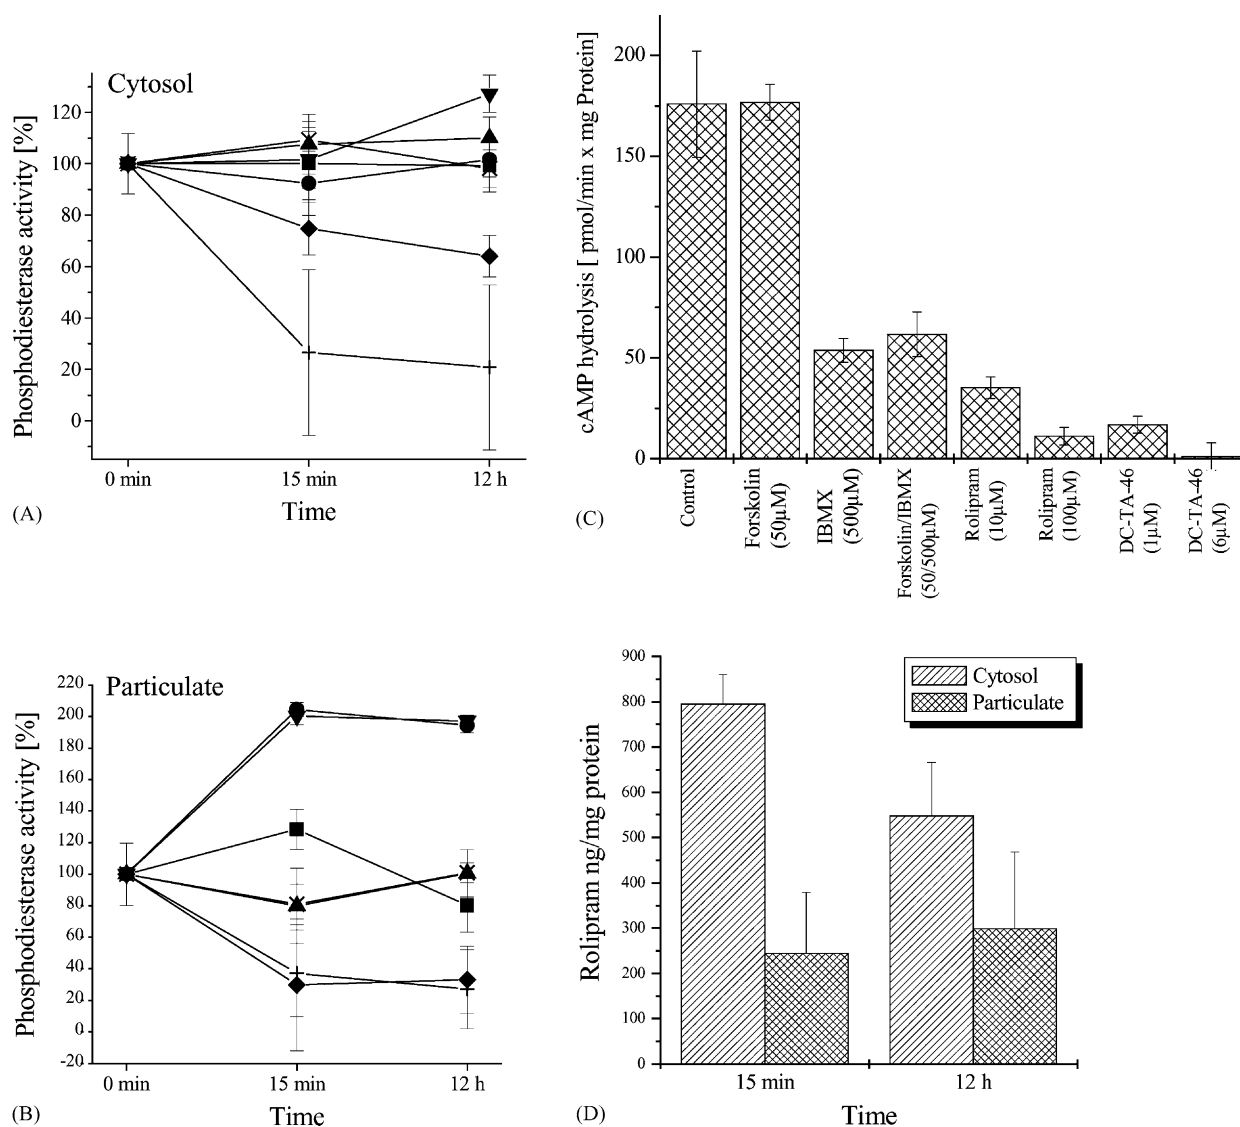 Cytosol
Phosphodiesterase activity [%]
120
100
80
60
40
20
0
0 min 15 min 12 h
Time
(A)
cAMP hydrolysis [ pmol/min x mg Protein]
200
150
100
50
0
Control
Forskolin
(50µM)
IBMX
(500µM)
Forskolin/IBMX
(50/500µM)
Rolipram
(10µM)
Rolipram
(100µM)
DC-TA-46
(1µM)
DC-TA-46
(6µM)
(C)
Particulate
Phosphodiesterase activity [%]
220
200
180
160
140
120
100
80
60
40
20
0
-20
0 min 15 min 12 h
Time
(B)
Rolipram ng/mg protein
900
800
700
600
500
400
300
200
100
0
Cytosol
Particulate
15 min 12 h
Time
(D)